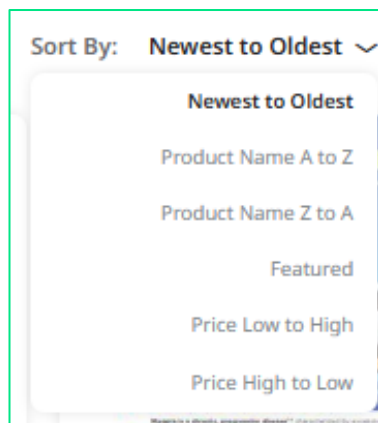 Sort By: Newest to Oldest
Newest to Oldest
Product Name A to Z
Product Name Z to A
Featured
Price Low to High
Price High to Low